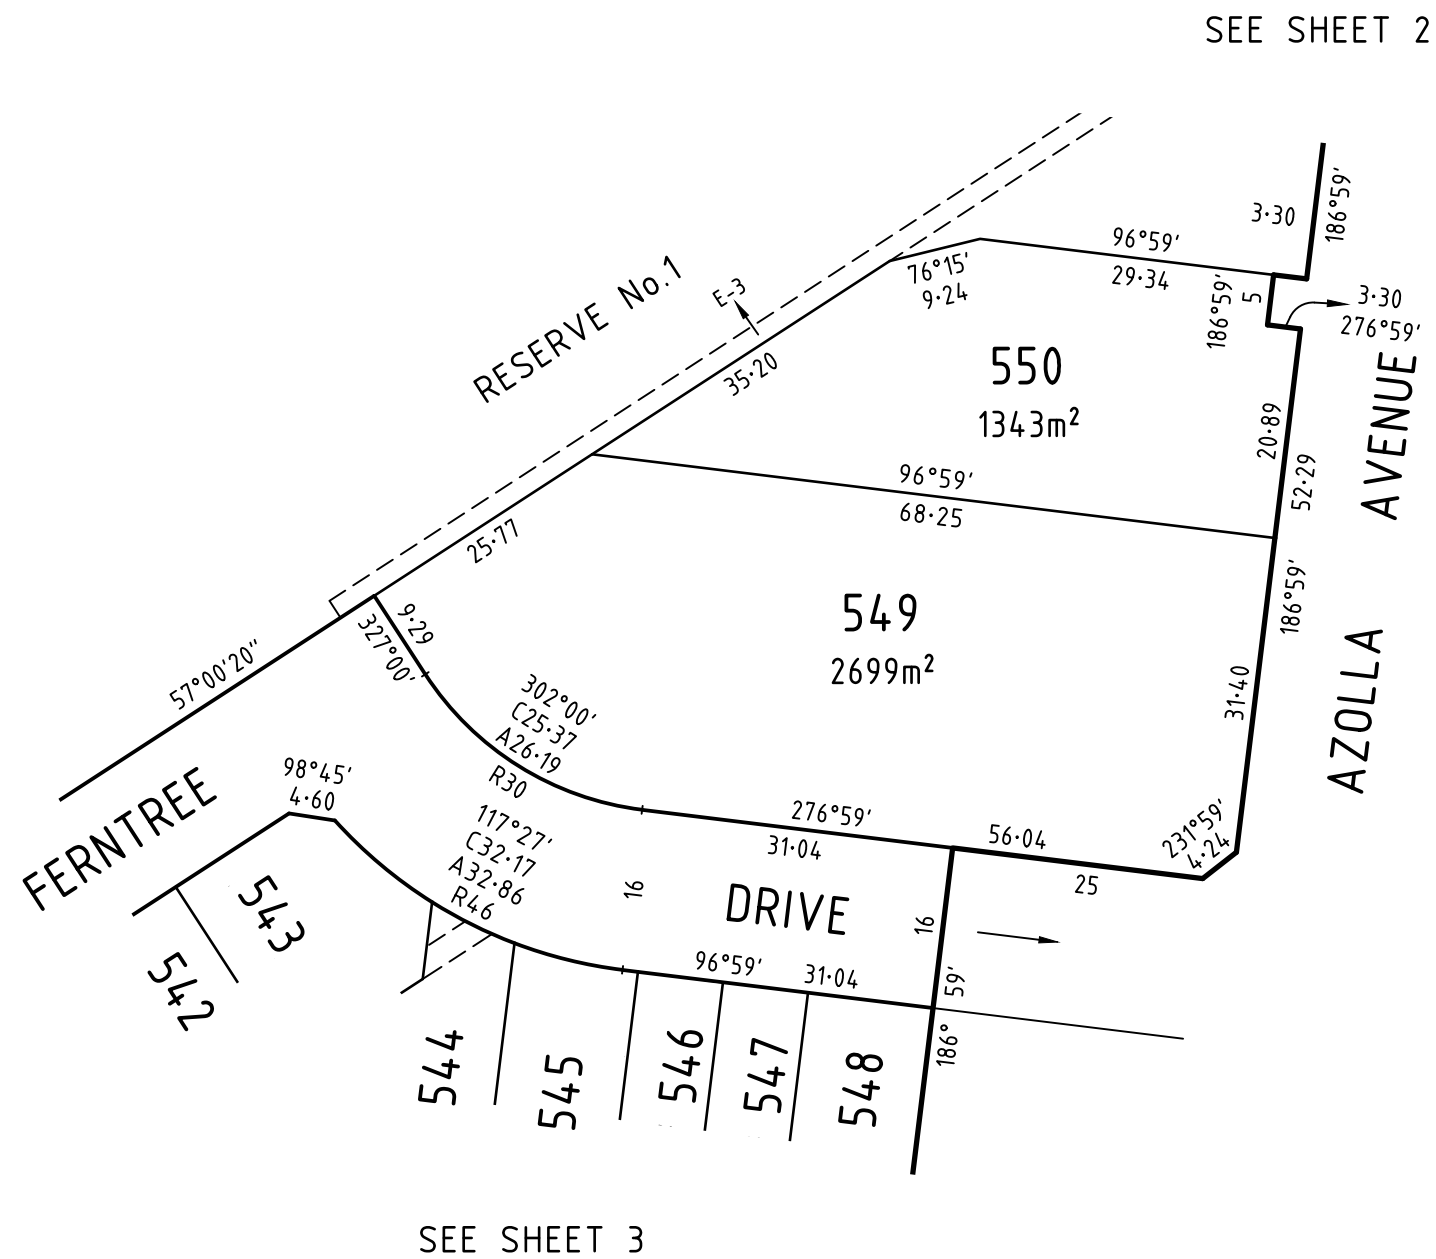 SEE SHEET 2
186°59'
3·30
96°59'
29·34
76°15'
9·24
186°59'
5
3·30
276°59'
RESERVE No.1
E-3
35·20
550
1343m²
20·89
52·29
AVENUE
96°59'
68·25
25·77
549
2699m²
186°59'
31·40
AZOLLA
9·29
327°00'
57°00'20"
302°00'
C25·37
A26·19
R30
98°45'
4·60
117°27'
C32·17
A32·86
R46
276°59'
31·04
56·04
25
231°59'
4·24
FERNTREE
DRIVE
16
16
96°59'
31·04
186°
59'
543
542
544
545
546
547
548
SEE SHEET 3